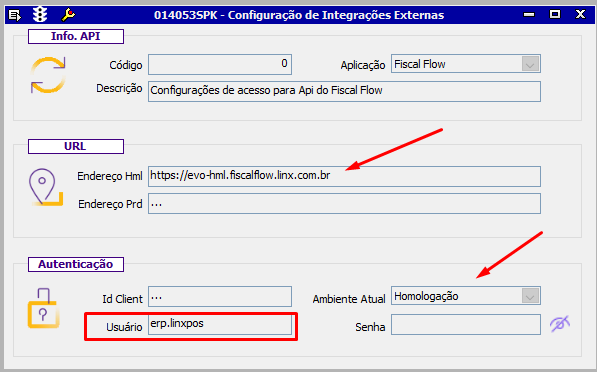 014053SPK - Configuração de Integrações Externas
Info. API
Código 0 Aplicação Fiscal Flow
Descrição Configurações de acesso para Api do Fiscal Flow
URL
Endereço Hml https://evo-hml.fiscalflow.linx.com.br
Endereço Prd ...
Autenticação
Id Client ... Ambiente Atual Homologação
Usuário erp.linxpos Senha